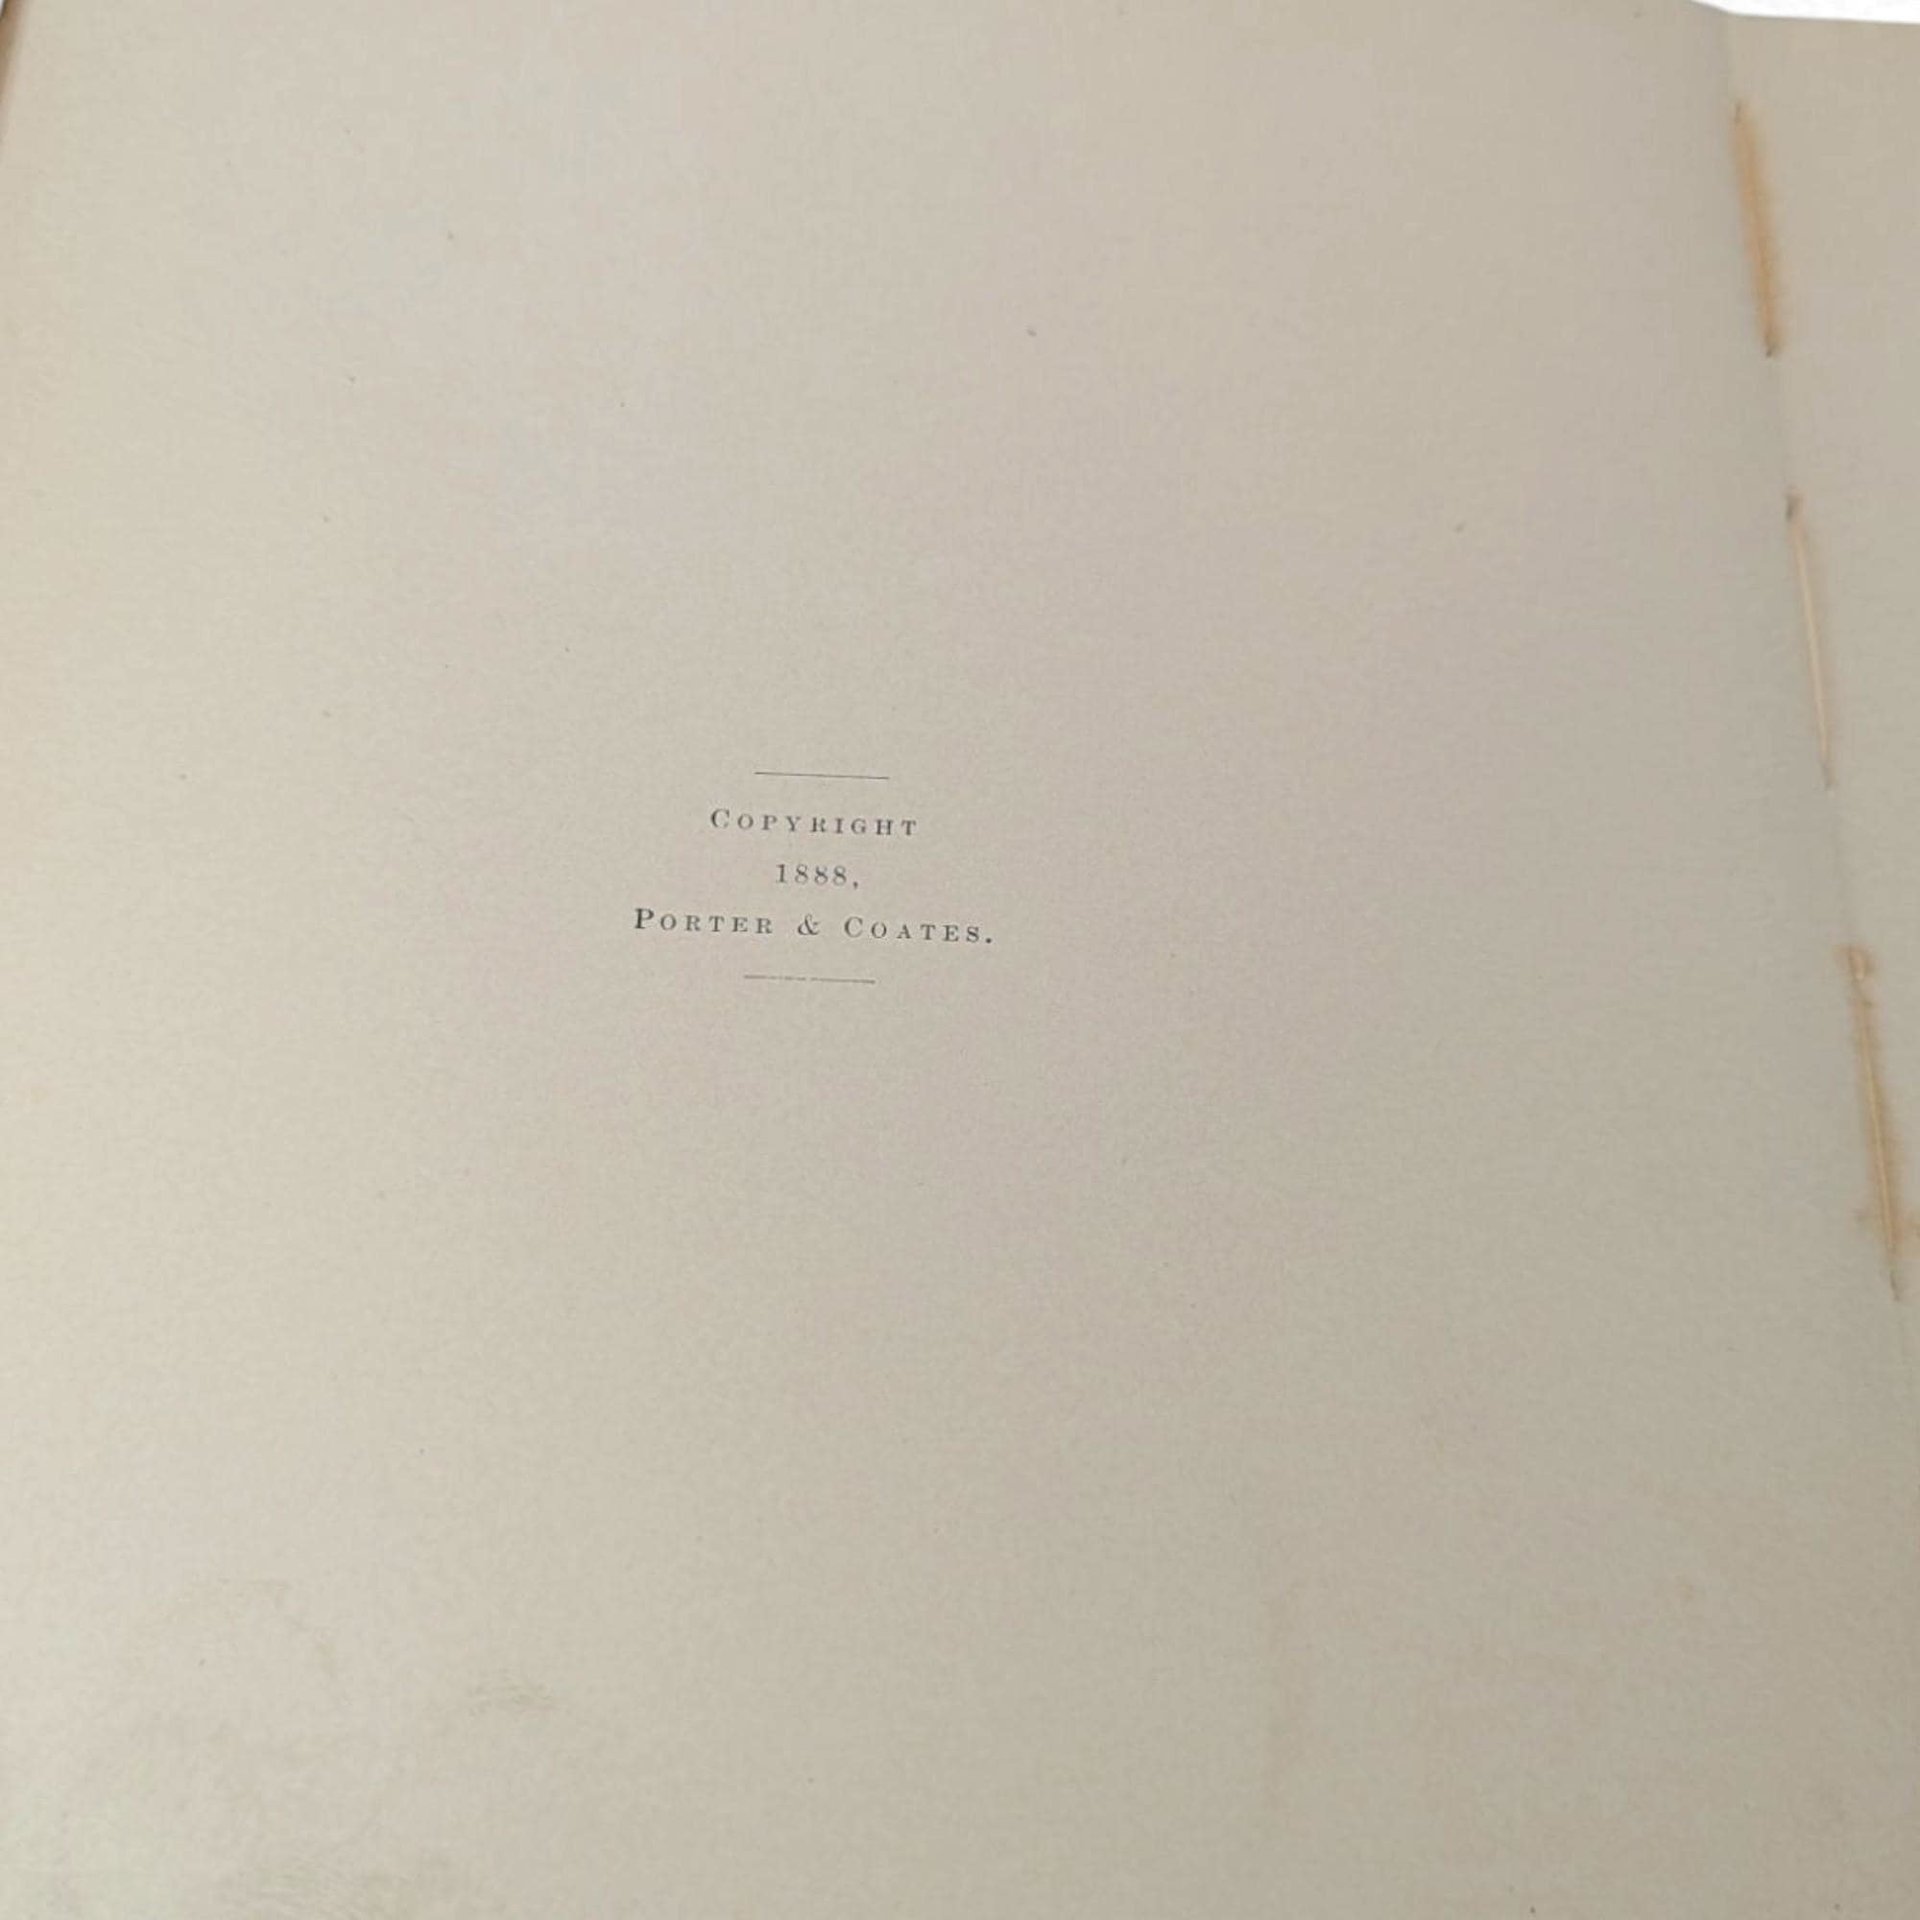 COPYRIGHT
1888,
PORTER & COATES.